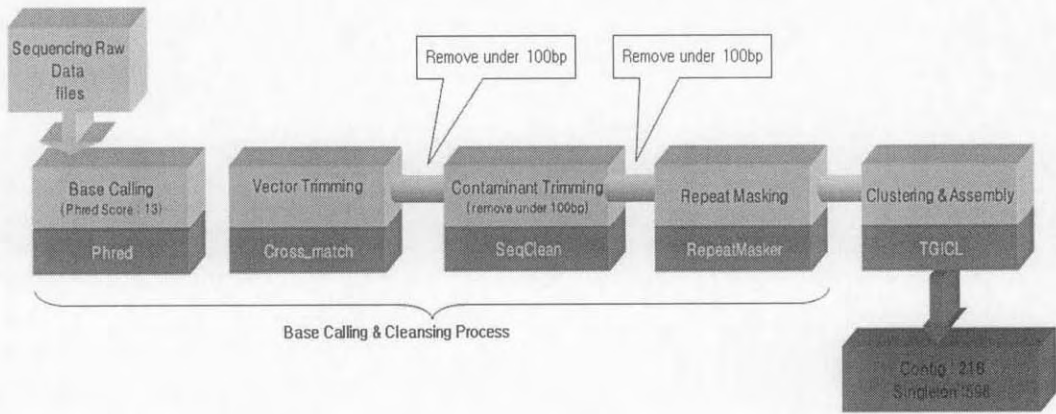 Sequencing Raw
Data
files
Remove under 100bp
Remove under 100bp
Base Calling
(Phred Score : 13)
Phred
Vector Trimming
Cross_match
Contaminant Trimming
(remove under 100bp)
SeqClean
Repeat Masking
RepeatMasker
Clustering & Assembly
TGICL
Base Calling & Cleansing Process
Contig : 216
Singleton :596